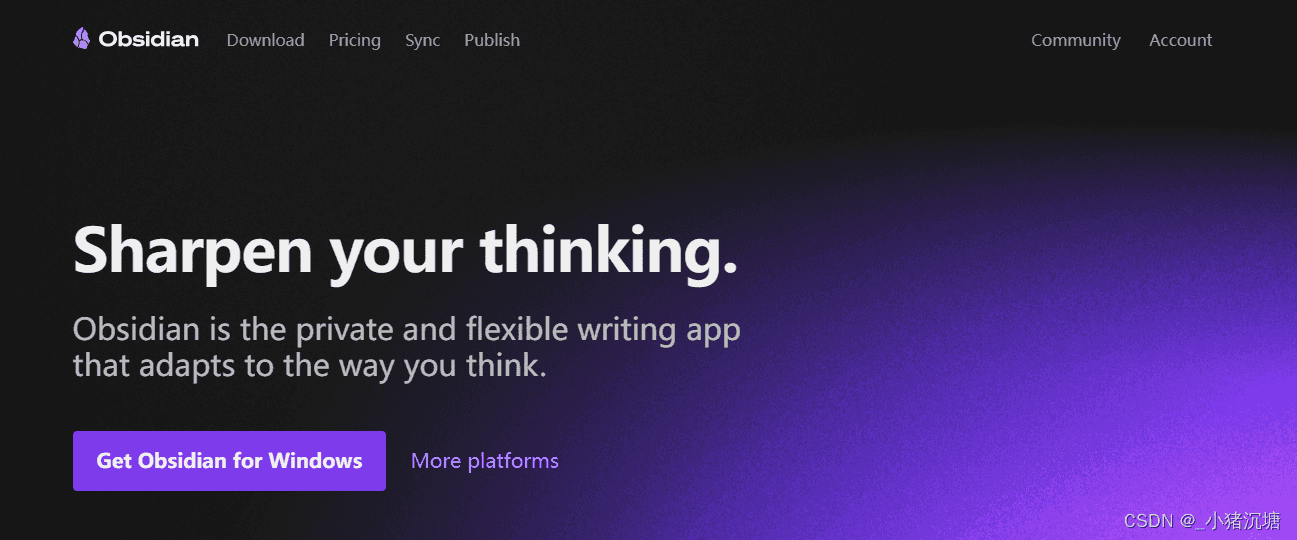 Obsidian Download Pricing Sync Publish Community Account
Sharpen your thinking.
Obsidian is the private and flexible writing app
that adapts to the way you think.
Get Obsidian for Windows More platforms
CSDN @_小猪沉塘